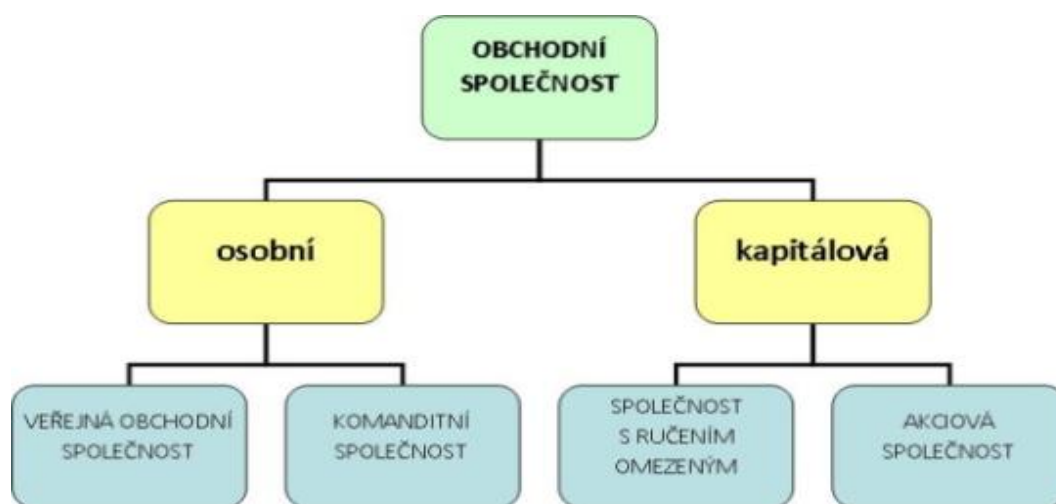 OBCHODNÍ
SPOLEČNOST
osobní
kapitálová
VEŘEJNÁ OBCHODNÍ
SPOLEČNOST
KOMANDITNÍ
SPOLEČNOST
SPOLEČNOST
S RUČENÍM
OMEZENÝM
AKCIOVÁ
SPOLEČNOST